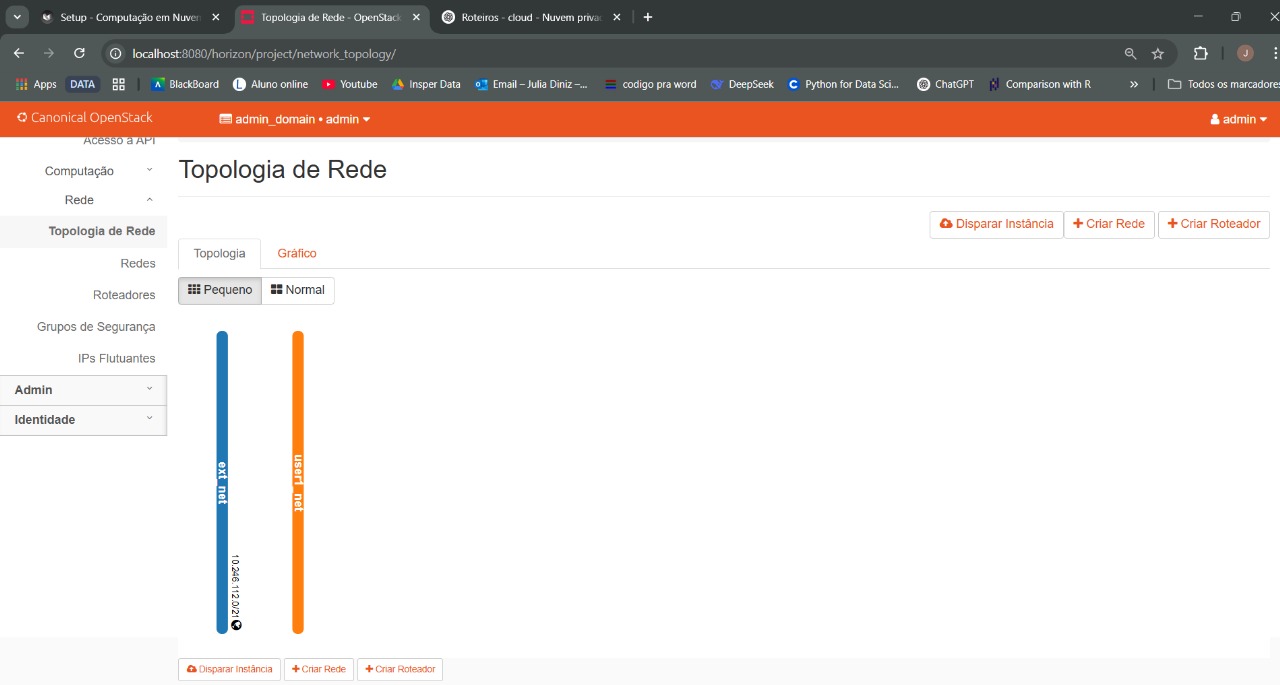 Setup - Computação em Nuven
Topologia de Rede - OpenStack
Roteiros - cloud - Nuvem priva
localhost:8080/horizon/project/network_topology/
J
Apps
DATA
BlackBoard
Aluno online
Youtube
Insper Data
Email – Julia Diniz –...
codigo pra word
DeepSeek
Python for Data Sci...
ChatGPT
Comparison with R
»
Todos os marcadores
Canonical OpenStack
admin_domain • admin
admin
Acesso à API
Computação
Rede
Topologia de Rede
Redes
Roteadores
Grupos de Segurança
IPs Flutuantes
Admin
Identidade
Topologia de Rede
Disparar Instância
+ Criar Rede
+ Criar Roteador
Topologia
Gráfico
Pequeno
Normal
ext_net
10.246.112.0/21
user1_net
Disparar Instância
+ Criar Rede
+ Criar Roteador